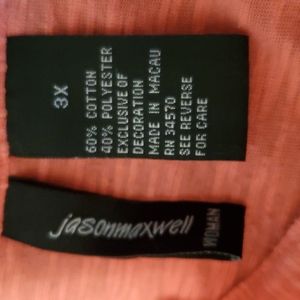 3X
60% COTTON
40% POLYESTER
EXCLUSIVE OF
DECORATION
MADE IN MACAU
RN 34570
SEE REVERSE
FOR CARE
jasonmaxwell
WOMAN